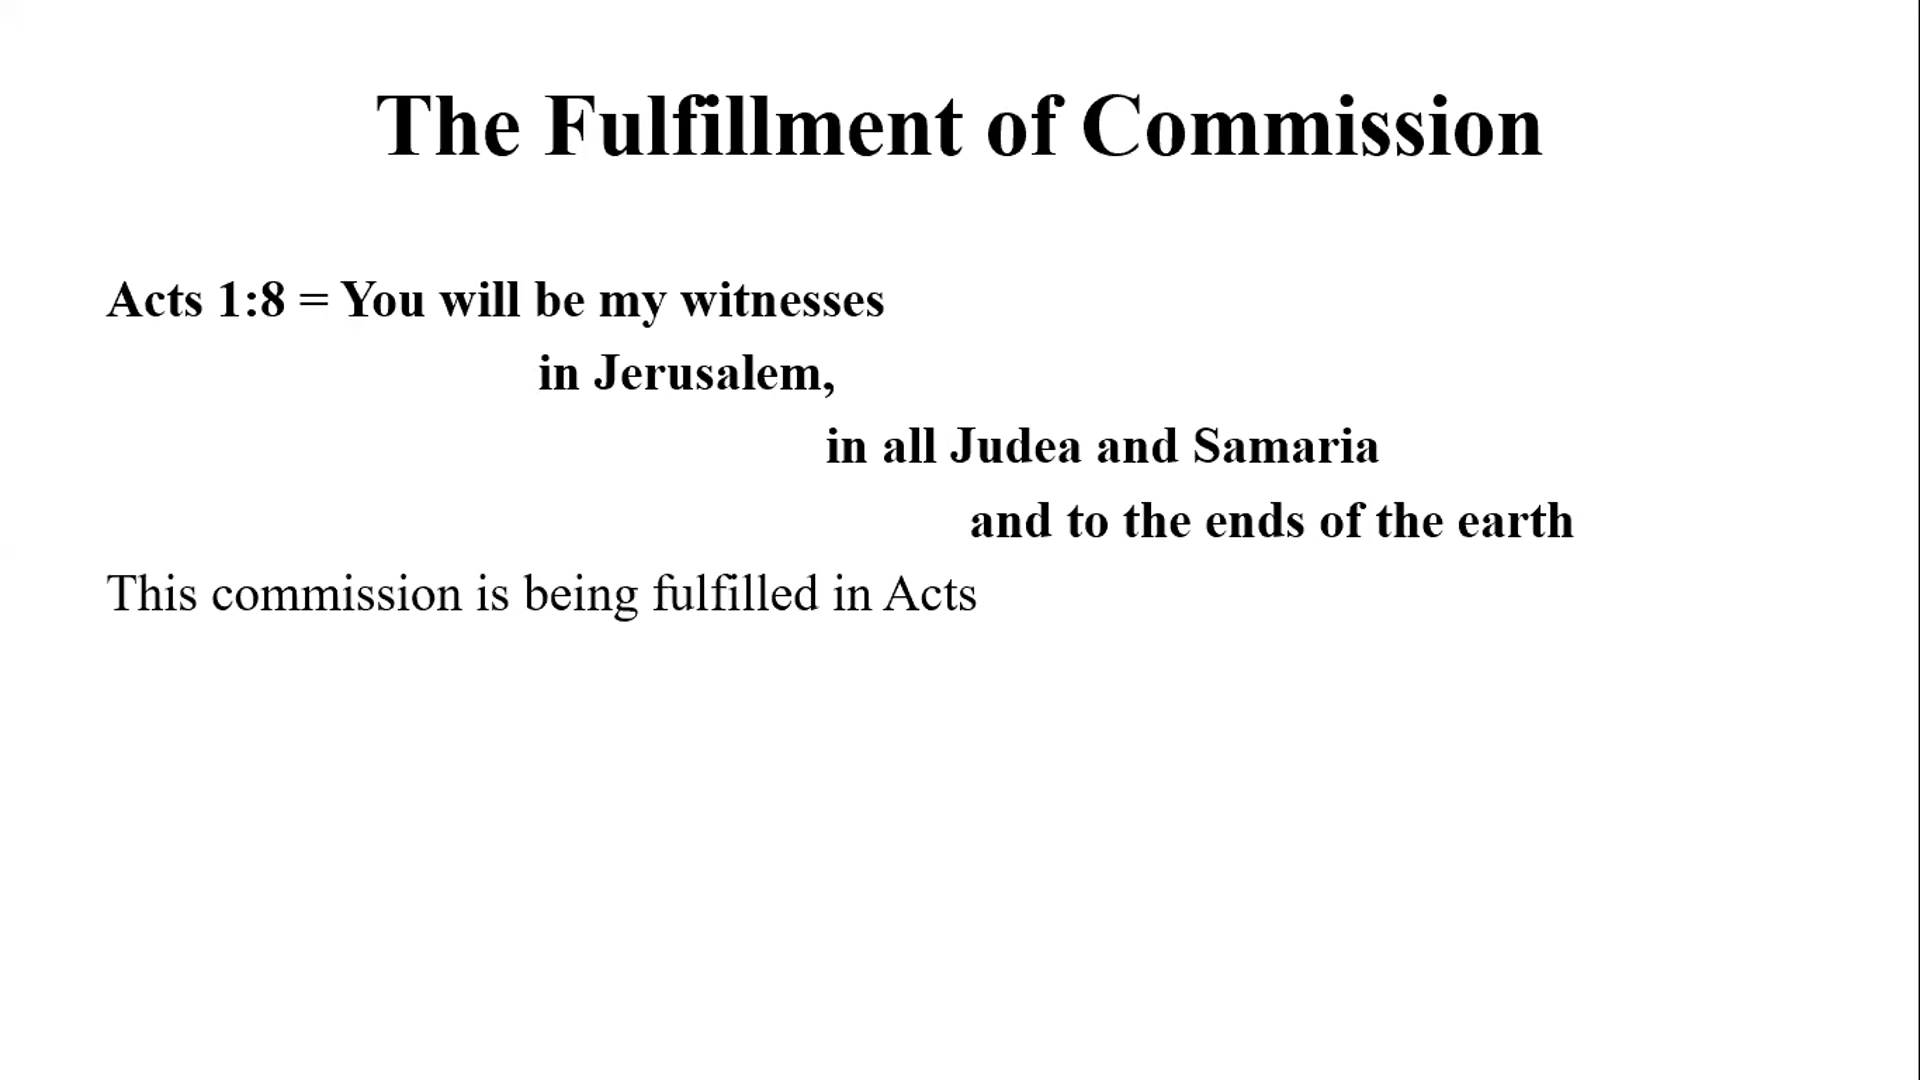 The Fulfillment of Commission
Acts 1:8 = You will be my witnesses
in Jerusalem,
in all Judea and Samaria
and to the ends of the earth
This commission is being fulfilled in Acts